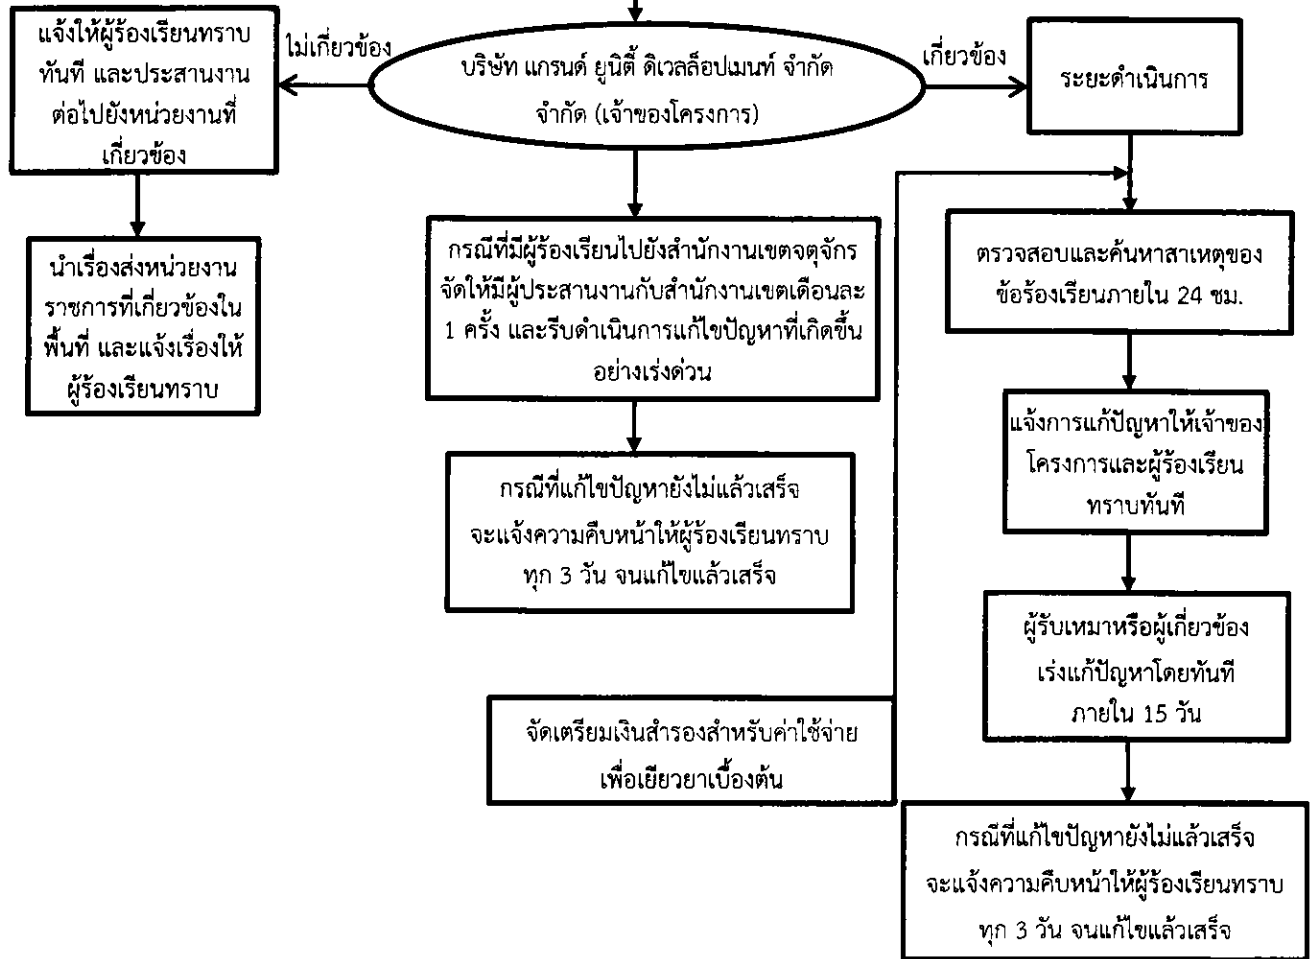 แจ้งให้ผู้ร้องเรียนทราบ
ทันที และประสานงาน
ต่อไปยังหน่วยงานที่
เกี่ยวข้อง
ไม่เกี่ยวข้อง
บริษัท แกรนด์ ยูนิตี้ ดิเวลล็อปเมนท์ จำกัด
จำกัด (เจ้าของโครงการ)
เกี่ยวข้อง
ระยะดำเนินการ
นำเรื่องส่งหน่วยงาน
ราชการที่เกี่ยวข้องใน
พื้นที่ และแจ้งเรื่องให้
ผู้ร้องเรียนทราบ
กรณีที่มีผู้ร้องเรียนไปยังสำนักงานเขตจตุจักร
จัดให้มีผู้ประสานงานกับสำนักงานเขตเดือนละ
1 ครั้ง และรีบดำเนินการแก้ไขปัญหาที่เกิดขึ้น
อย่างเร่งด่วน
กรณีที่แก้ไขปัญหายังไม่แล้วเสร็จ
จะแจ้งความคืบหน้าให้ผู้ร้องเรียนทราบ
ทุก 3 วัน จนแก้ไขแล้วเสร็จ
จัดเตรียมเงินสำรองสำหรับค่าใช้จ่าย
เพื่อเยียวยาเบื้องต้น
ตรวจสอบและค้นหาสาเหตุของ
ข้อร้องเรียนภายใน 24 ชม.
แจ้งการแก้ปัญหาให้เจ้าของ
โครงการและผู้ร้องเรียน
ทราบทันที
ผู้รับเหมาหรือผู้เกี่ยวข้อง
เร่งแก้ปัญหาโดยทันที
ภายใน 15 วัน
กรณีที่แก้ไขปัญหายังไม่แล้วเสร็จ
จะแจ้งความคืบหน้าให้ผู้ร้องเรียนทราบ
ทุก 3 วัน จนแก้ไขแล้วเสร็จ